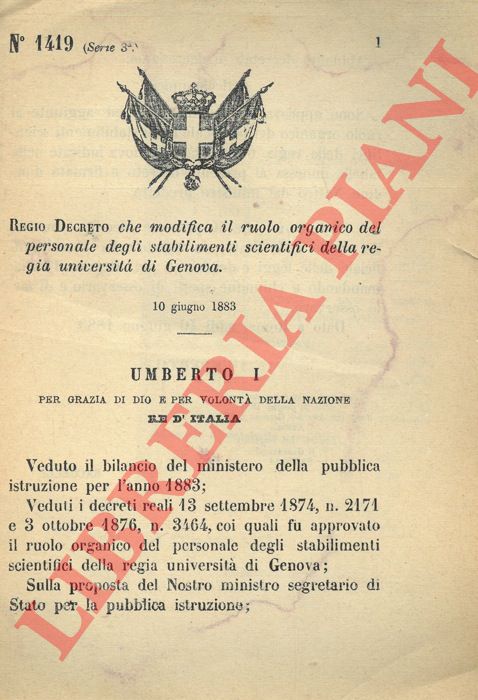 N° 1419 (Serie 3ª.) 1
REGIO DECRETO che modifica il ruolo organico del
personale degli stabilimenti scientifici della re-
gia universitá di Genova.
10 giugno 1883
UMBERTO I
PER GRAZIA DI DIO E PER VOLONTÀ DELLA NAZIONE
RE D' ITALIA
Veduto il bilancio del ministero della pubblica
istruzione per l'anno 1883;
Veduti i decreti reali 13 settembre 1874, n. 2171
e 3 ottobre 1876, n. 3464, coi quali fu approvato
il ruolo organico del personale degli stabilimenti
scientifici della regia università di Genova;
Sulla proposta del Nostro ministro segretario di
Stato per la pubblica istruzione;
LIBRERIA PIANI